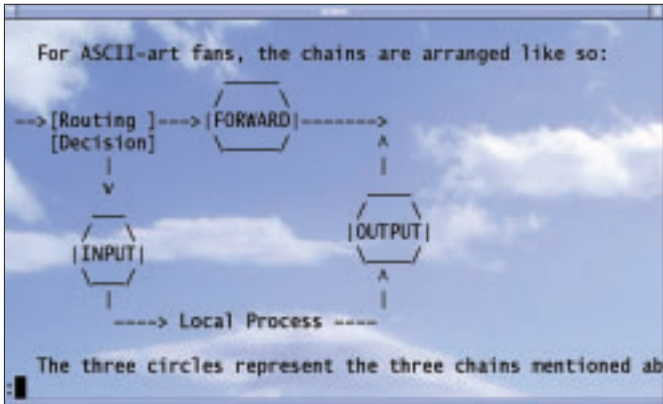 For ASCII-art fans, the chains are arranged like so:
-->[Routing ]--->|FORWARD|------->
[Decision]
|OUTPUT|
|INPUT|
----> Local Process ----
The three circles represent the three chains mentioned ab
: